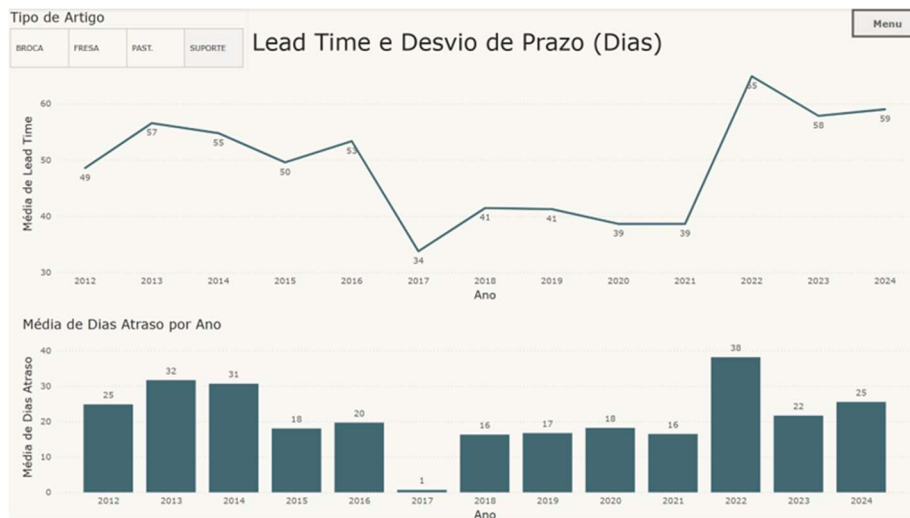 Tipo de Artigo
BROCA FRESA PAST. SUPORTE
Lead Time e Desvio de Prazo (Dias)
Menu
Média de Lead Time
60
50
40
30
49 57 55 50 53 34 41 41 39 39 65 58 59
2012 2013 2014 2015 2016 2017 2018 2019 2020 2021 2022 2023 2024
Ano
Média de Dias Atraso por Ano
Média de Dias Atraso
40
30
20
10
0
25 32 31 18 20 1 16 17 18 16 38 22 25
2012 2013 2014 2015 2016 2017 2018 2019 2020 2021 2022 2023 2024
Ano